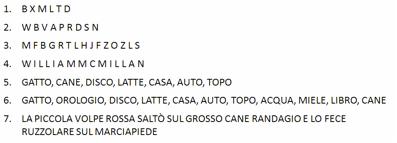 1. B X M L T D
2. W B V A P R D S N
3. M F B G R T L H J F Z O Z L S
4. W I L L I A M M C M I L L A N
5. GATTO, CANE, DISCO, LATTE, CASA, AUTO, TOPO
6. GATTO, OROLOGIO, DISCO, LATTE, CASA, AUTO, TOPO, ACQUA, MIELE, LIBRO, CANE
7. LA PICCOLA VOLPE ROSSA SALTÒ SUL GROSSO CANE RANDAGIO E LO FECE
RUZZOLARE SUL MARCIAPIEDE